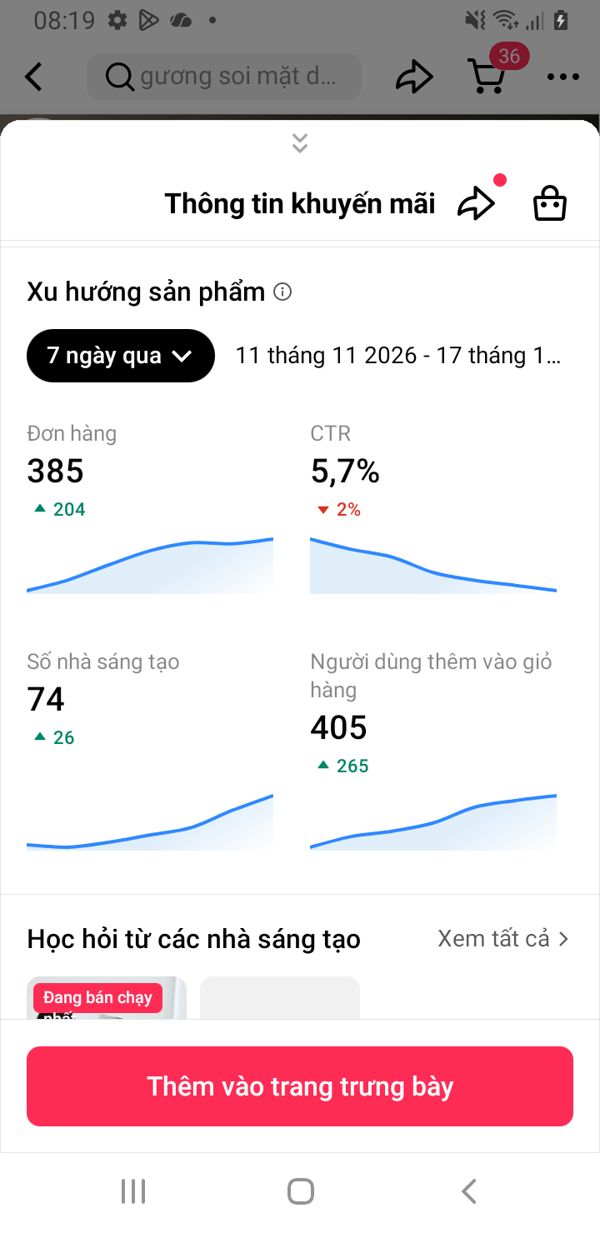 08:19
gương soi mặt d...
36
Thông tin khuyến mãi
Xu hướng sản phẩm
7 ngày qua
11 tháng 11 2026 - 17 tháng 1...
Đơn hàng
385
204
CTR
5,7%
2%
Số nhà sáng tạo
74
26
Người dùng thêm vào giỏ
hàng
405
265
Học hỏi từ các nhà sáng tạo
Xem tất cả
Đang bán chạy
nhất
Thêm vào trang trưng bày